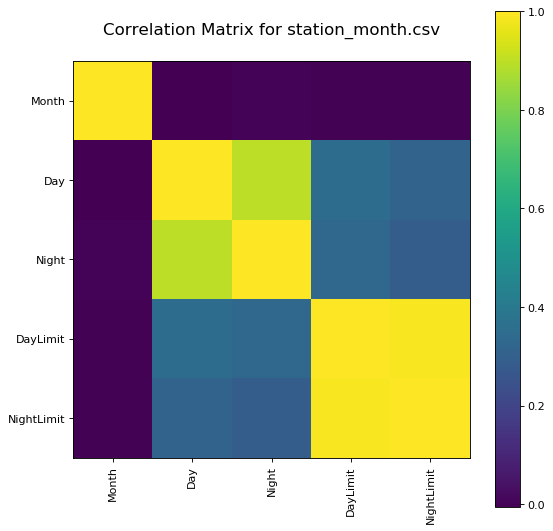 Correlation Matrix for station_month.csv
Month
Day
Night
DayLimit
NightLimit
Month
Day
Night
DayLimit
NightLimit
1.0
0.8
0.6
0.4
0.2
0.0